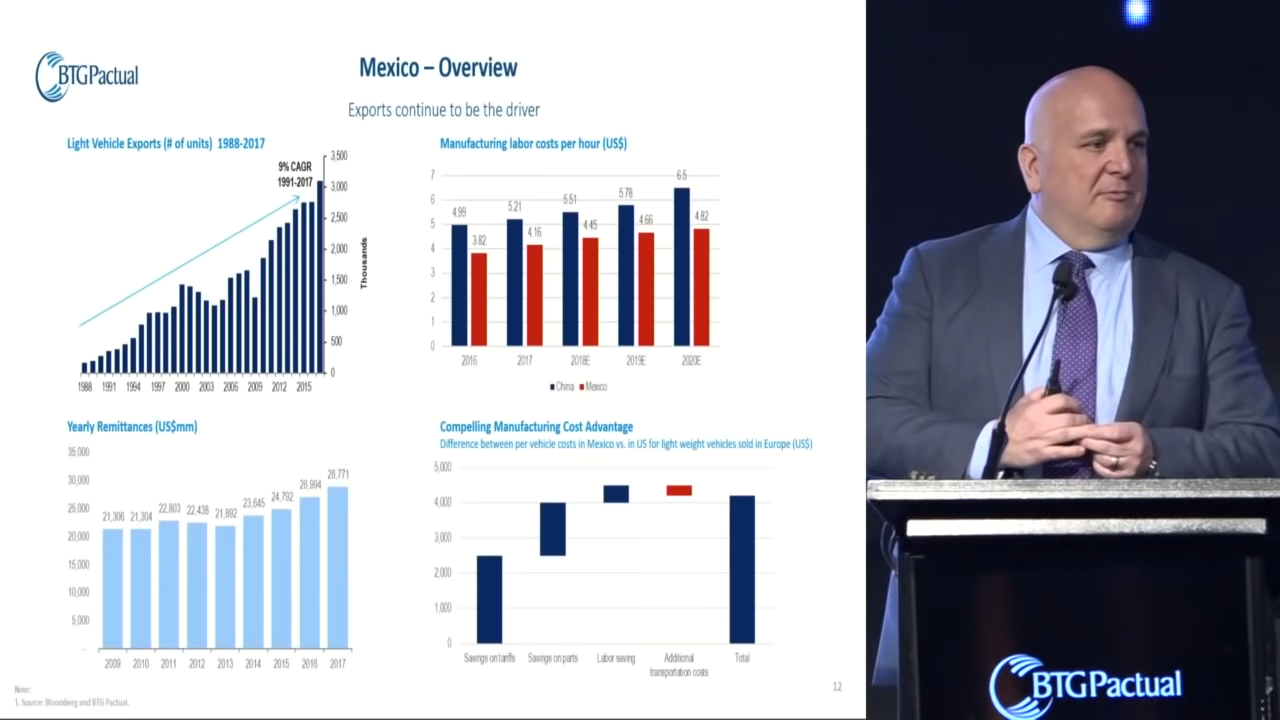 BTGPactual
Mexico – Overview
Exports continue to be the driver
Light Vehicle Exports (# of units) 1988-2017
9% CAGR
1991-2017
3,500
3,000
2,500
2,000
1,500
1,000
500
0
Thousands
1988 1991 1994 1997 2000 2003 2006 2009 2012 2015
Manufacturing labor costs per hour (US$)
7
6
5
4
3
2
1
0
4.99 3.82 5.21 4.16 5.51 4.45 5.78 4.66 6.5 4.82
2016 2017 2018E 2019E 2020E
China Mexico
Yearly Remittances (US$mm)
35,000
30,000
25,000
20,000
15,000
10,000
5,000
-
21,306 21,304 22,803 22,438 21,892 23,645 24,792 26,994 28,771
2009 2010 2011 2012 2013 2014 2015 2016 2017
Compelling Manufacturing Cost Advantage
Difference between per vehicle costs in Mexico vs. in US for light weight vehicles sold in Europe (US$)
5,000
4,000
3,000
2,000
1,000
0
Savings on tariffs Savings on parts Labor saving Additional Total
transportation costs
Note:
1. Source: Bloomberg and BTG Pactual.
12
BTGPactual